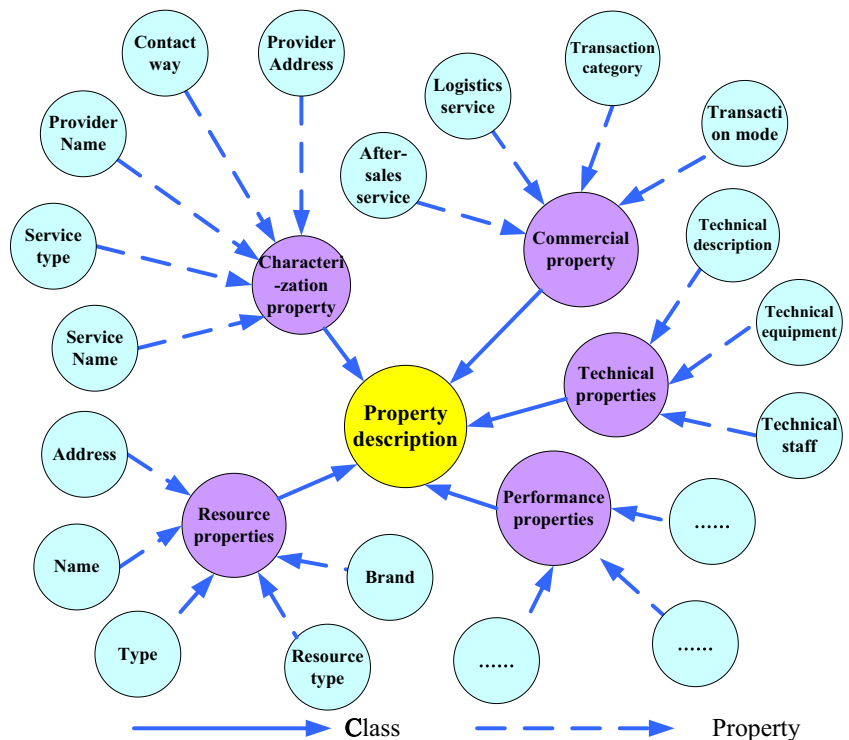 Contact
way
Provider
Address
Transaction
category
Logistics
service
Transacti
on mode
Provider
Name
After-
sales
service
Service
type
Characteri
-zation
property
Commercial
property
Technical
description
Technical
equipment
Service
Name
Technical
properties
Property
description
Technical
staff
Address
Resource
properties
Performance
properties
......
Name
Brand
Type
Resource
type
......
......
Class
Property